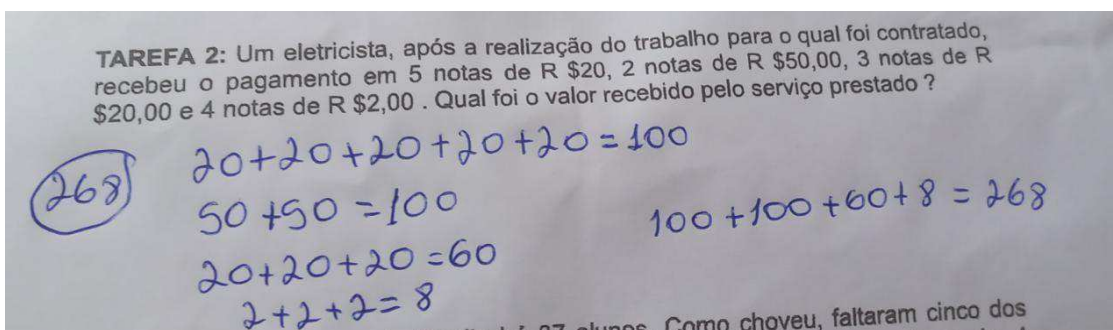 TAREFA 2: Um eletricista, após a realização do trabalho para o qual foi contratado,
recebeu o pagamento em 5 notas de R $20, 2 notas de R $50,00, 3 notas de R
$20,00 e 4 notas de R $2,00 . Qual foi o valor recebido pelo serviço prestado ?
268
20+20+20+20+20=100
50+50=100
20+20+20=60
2+2+2=8
100+100+60+8=268
alunos. Como choveu, faltaram cinco dos